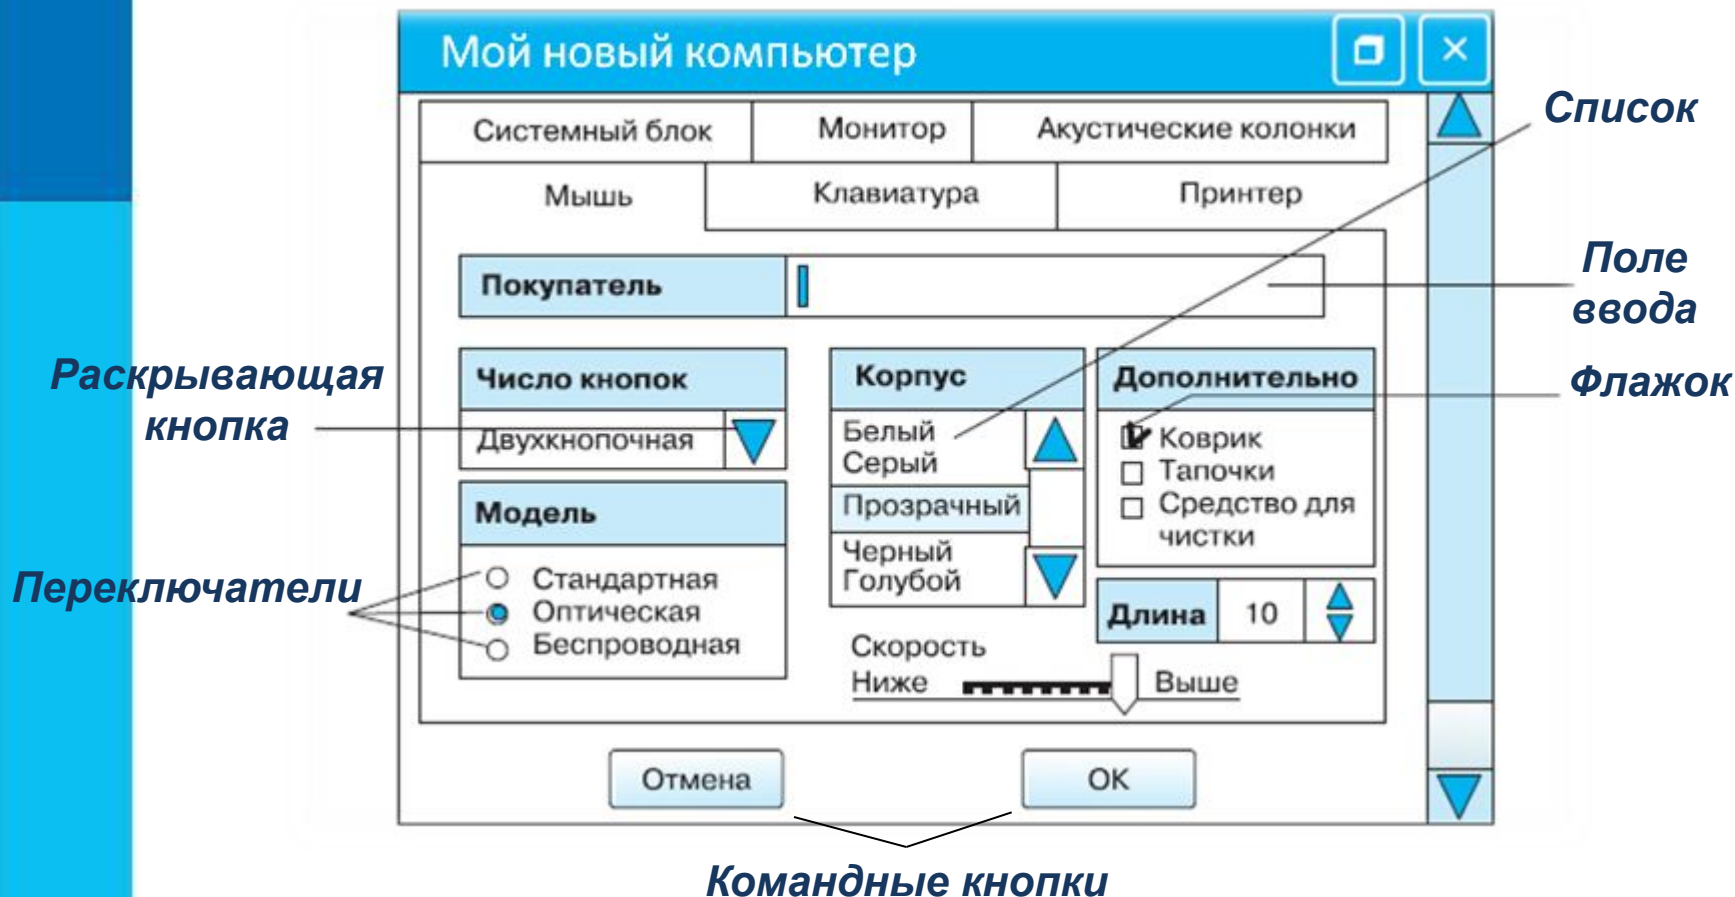 Мой новый компьютер
Список
Системный блок
Монитор
Акустические колонки
Мышь
Клавиатура
Принтер
Покупатель
Поле
ввода
Раскрывающая
кнопка
Число кнопок
Двухкнопочная
Корпус
Белый
Серый
Прозрачный
Черный
Голубой
Дополнительно
Коврик
Тапочки
Средство для
чистки
Флажок
Переключатели
Модель
Стандартная
Оптическая
Беспроводная
Длина
10
Скорость
Ниже
Выше
Отмена
ОК
Командные кнопки